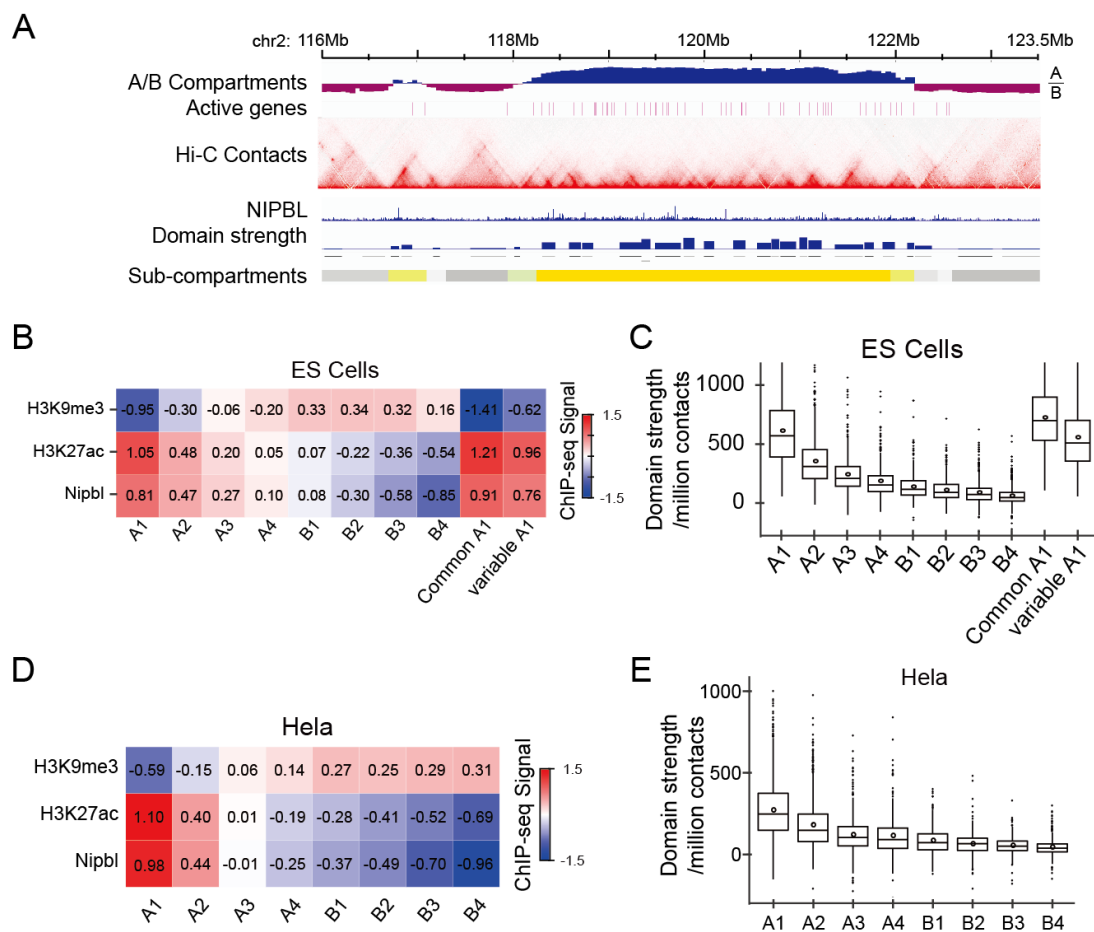 A
chr2: 116Mb 118Mb 120Mb 122Mb 123.5Mb
A/B Compartments
A
B
Active genes
Hi-C Contacts
NIPBL
Domain strength
Sub-compartments
B
ES Cells
H3K9me3 -0.95 -0.30 -0.06 -0.20 0.33 0.34 0.32 0.16 -1.41 -0.62
H3K27ac 1.05 0.48 0.20 0.05 0.07 -0.22 -0.36 -0.54 1.21 0.96
Nipbl 0.81 0.47 0.27 0.10 0.08 -0.30 -0.58 -0.85 0.91 0.76
A1 A2 A3 A4 B1 B2 B3 B4 Common A1 variable A1
ChIP-seq Signal
1.5
-1.5
C
ES Cells
Domain strength
/million contacts
1000
500
0
A1 A2 A3 A4 B1 B2 B3 B4 Common A1 variable A1
D
Hela
H3K9me3 -0.59 -0.15 0.06 0.14 0.27 0.25 0.29 0.31
H3K27ac 1.10 0.40 0.01 -0.19 -0.28 -0.41 -0.52 -0.69
Nipbl 0.98 0.44 -0.01 -0.25 -0.37 -0.49 -0.70 -0.96
A1 A2 A3 A4 B1 B2 B3 B4
ChIP-seq Signal
1.5
-1.5
E
Hela
Domain strength
/million contacts
1000
500
0
A1 A2 A3 A4 B1 B2 B3 B4